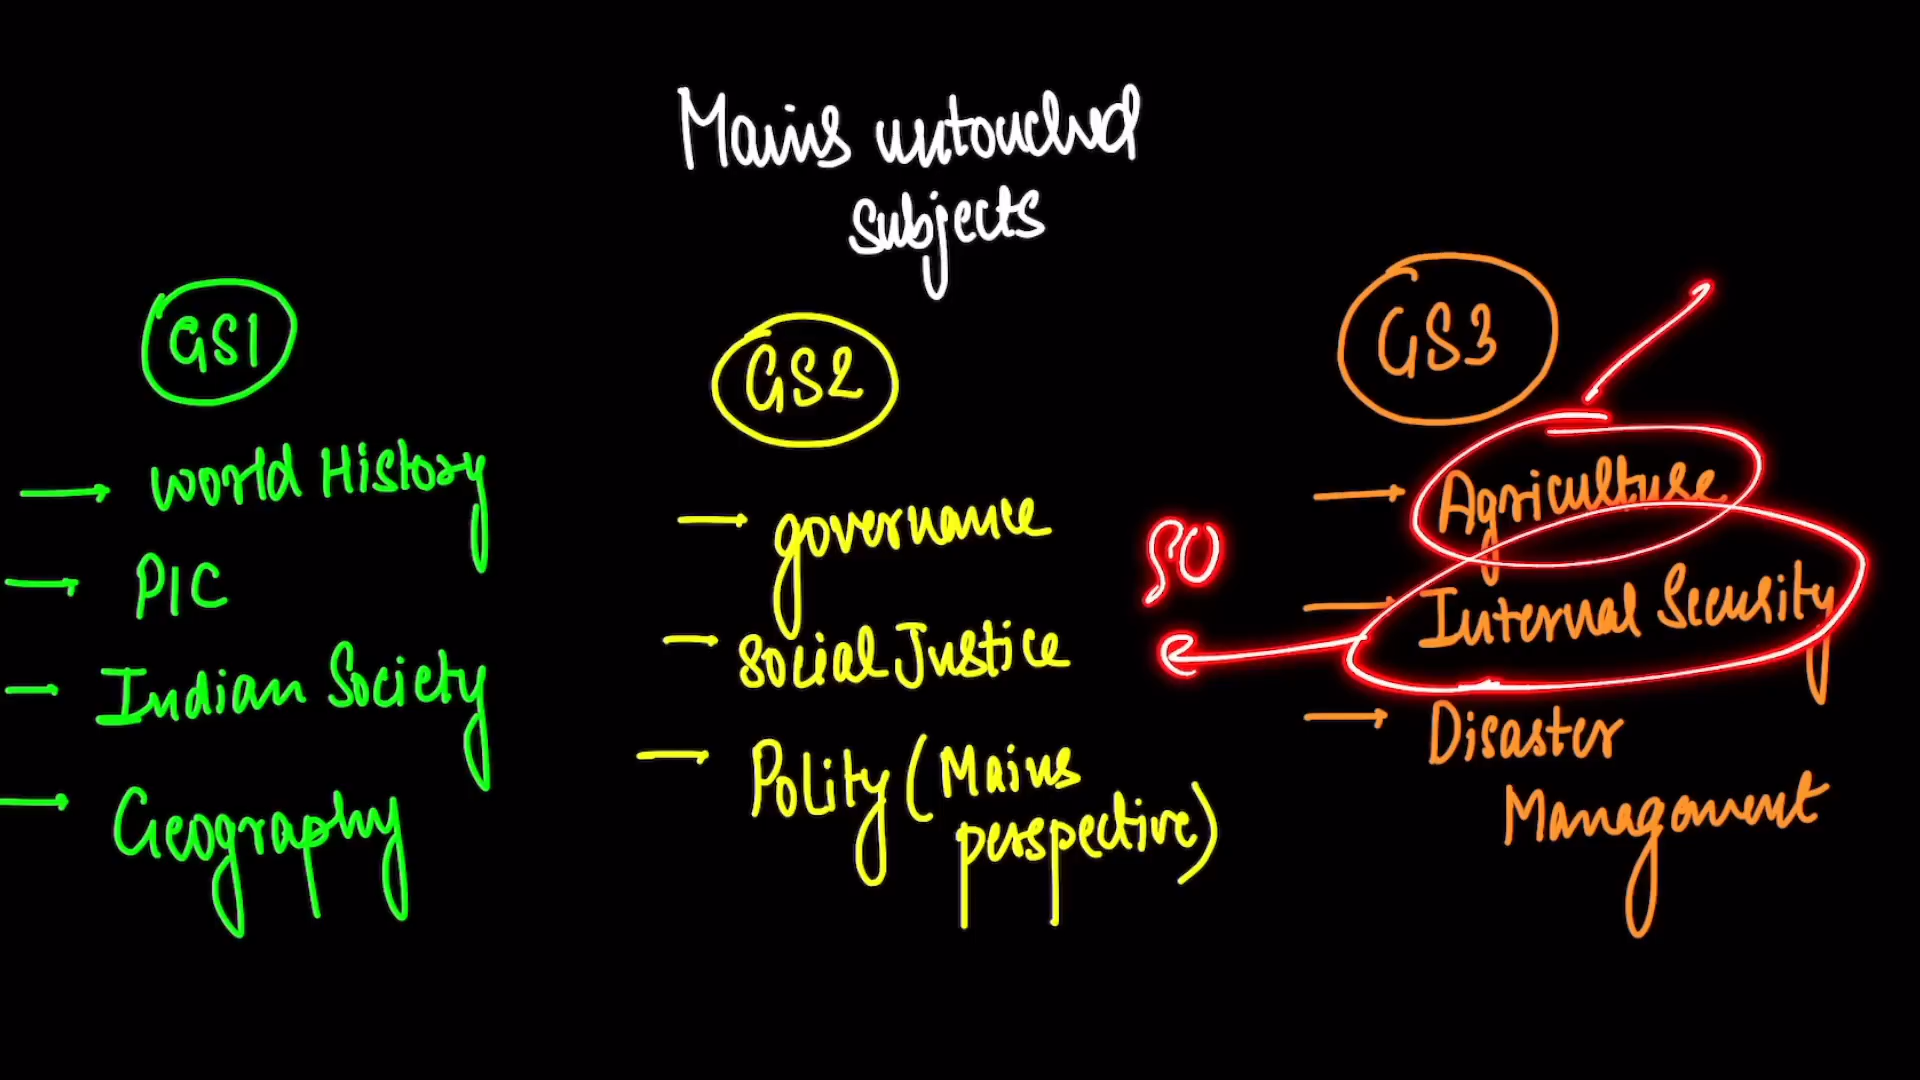 Mains untouched
subjects
GS1
→ World History
→ PIC
→ Indian Society
→ Geography
GS2
→ governance
→ Social Justice
→ Polity (Mains
perspective)
50
GS3
→ Agriculture
→ Internal Security
→ Disaster
Management